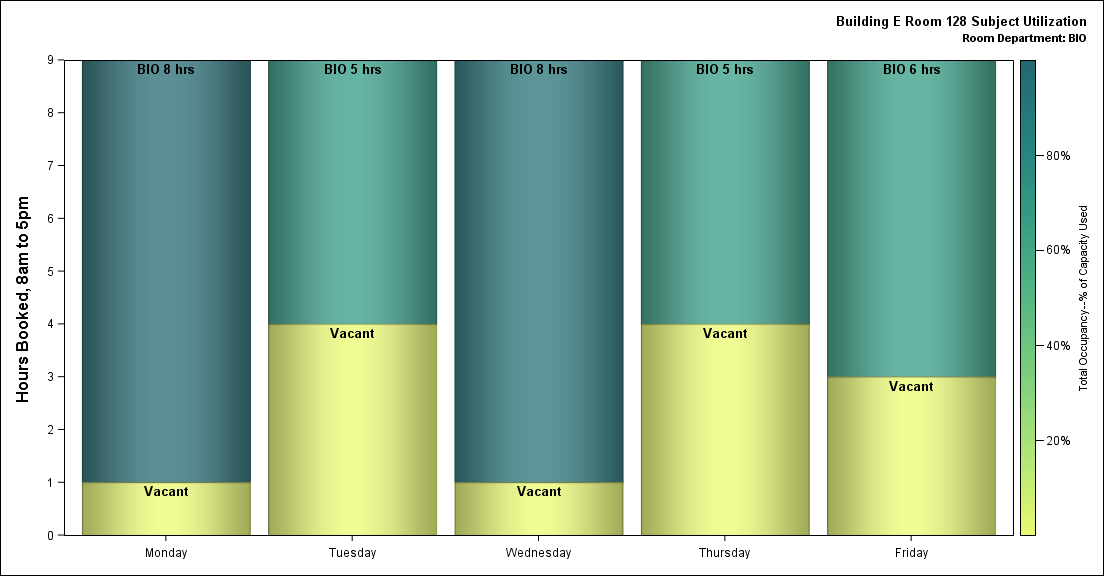 Building E Room 128 Subject Utilization
Room Department: BIO
Hours Booked, 8am to 5pm
9
8
7
6
5
4
3
2
1
0
BIO 8 hrs
Vacant
BIO 5 hrs
Vacant
BIO 8 hrs
Vacant
BIO 5 hrs
Vacant
BIO 6 hrs
Vacant
Monday
Tuesday
Wednesday
Thursday
Friday
80%
60%
40%
20%
Total Occupancy--% of Capacity Used